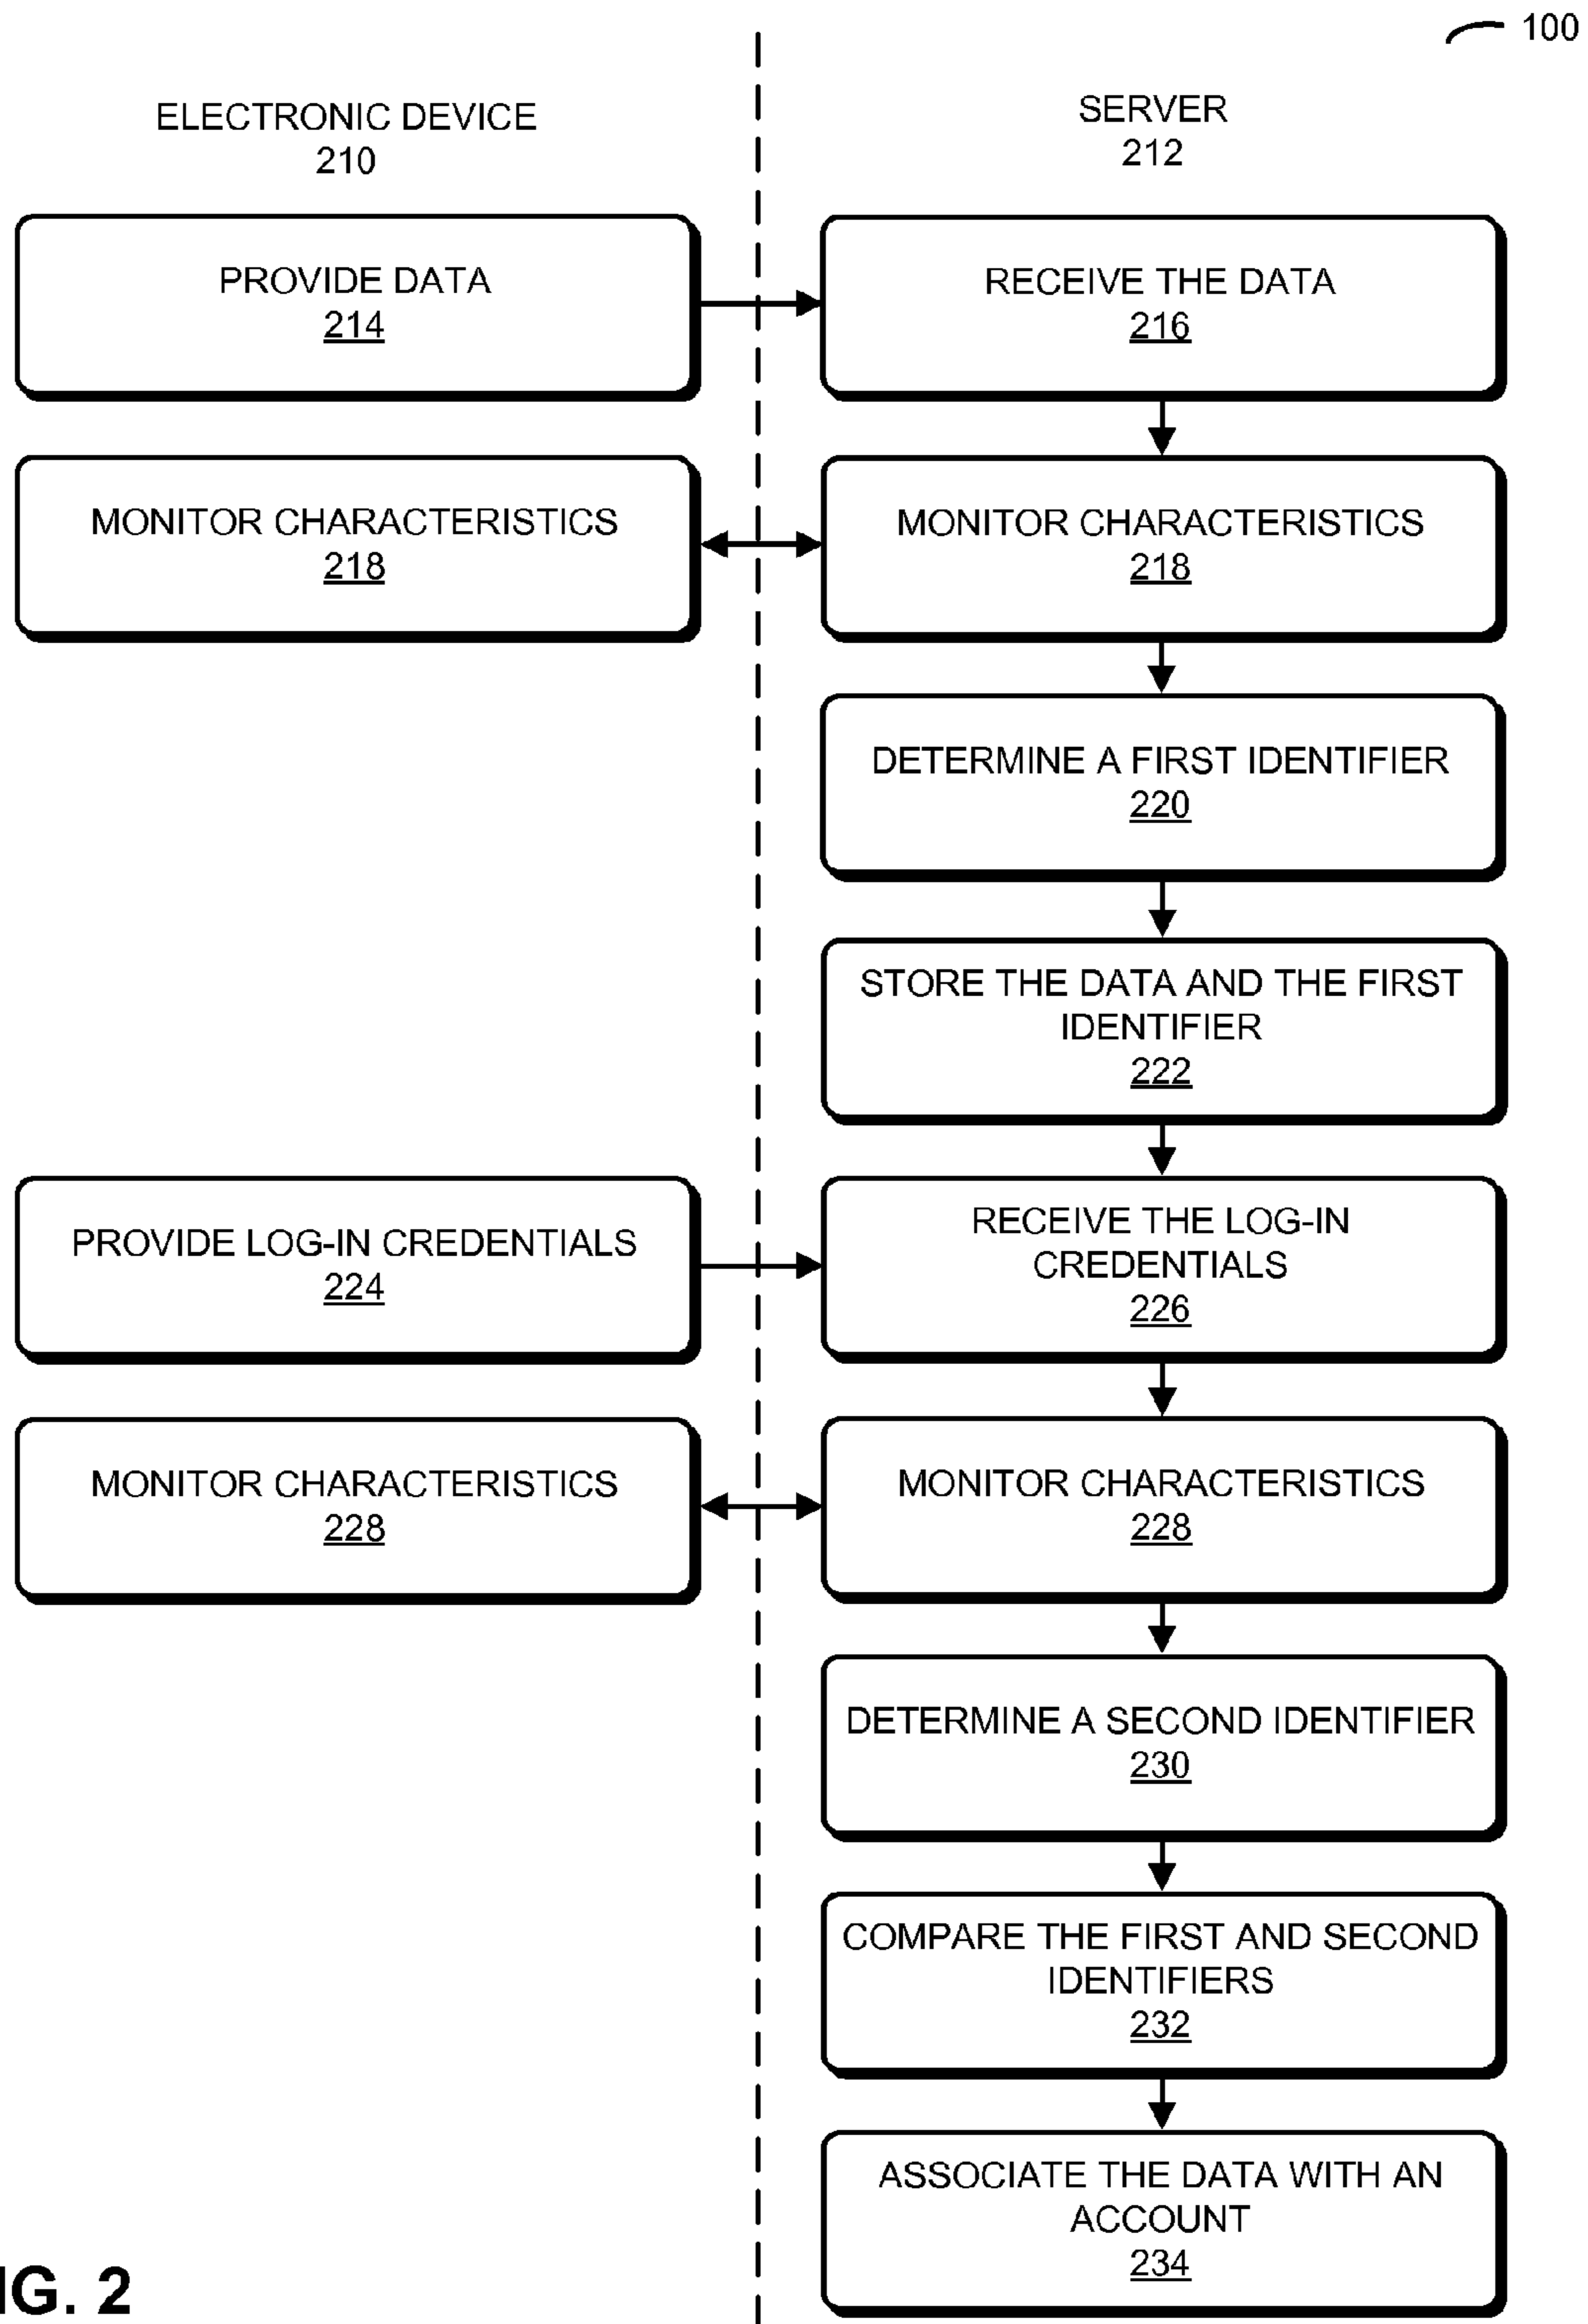 100
ELECTRONIC DEVICE
210
SERVER
212
PROVIDE DATA
214
RECEIVE THE DATA
216
MONITOR CHARACTERISTICS
218
MONITOR CHARACTERISTICS
218
DETERMINE A FIRST IDENTIFIER
220
STORE THE DATA AND THE FIRST
IDENTIFIER
222
PROVIDE LOG-IN CREDENTIALS
224
RECEIVE THE LOG-IN
CREDENTIALS
226
MONITOR CHARACTERISTICS
228
MONITOR CHARACTERISTICS
228
DETERMINE A SECOND IDENTIFIER
230
COMPARE THE FIRST AND SECOND
IDENTIFIERS
232
ASSOCIATE THE DATA WITH AN
ACCOUNT
234
IG. 2